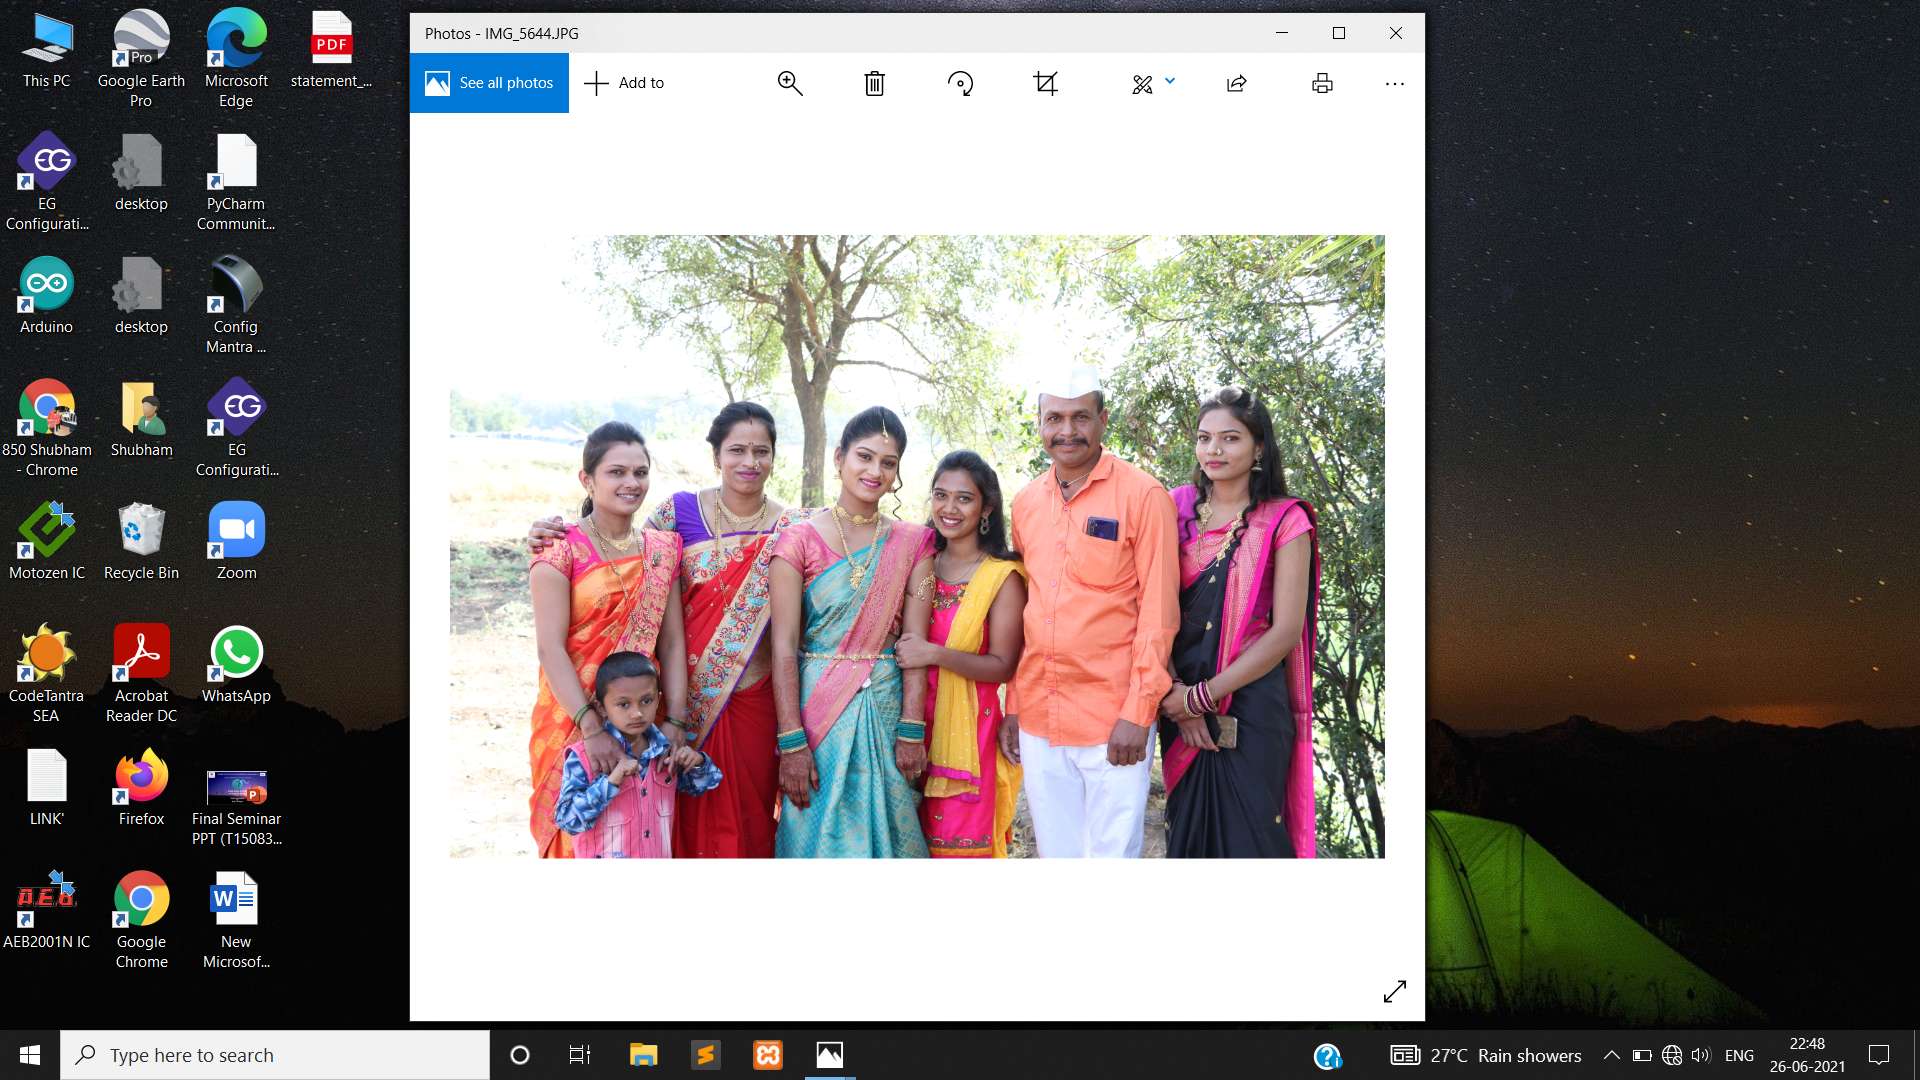 This PC
Google Earth
Pro
Microsoft
Edge
PDF
statement_...
EG
Configurati...
desktop
PyCharm
Communit...
Arduino
desktop
Config
Mantra ...
850 Shubham
- Chrome
Shubham
EG
Configurati...
Motozen IC
Recycle Bin
Zoom
CodeTantra
SEA
Acrobat
Reader DC
WhatsApp
LINK'
Firefox
Final Seminar
PPT (T15083...
AEB2001N IC
Google
Chrome
New
Microsof...
Pro
EG
EG
A.E.B.
P
W
Photos - IMG_5644.JPG
See all photos
Add to
Type here to search
27°C Rain showers
ENG
22:48
26-06-2021